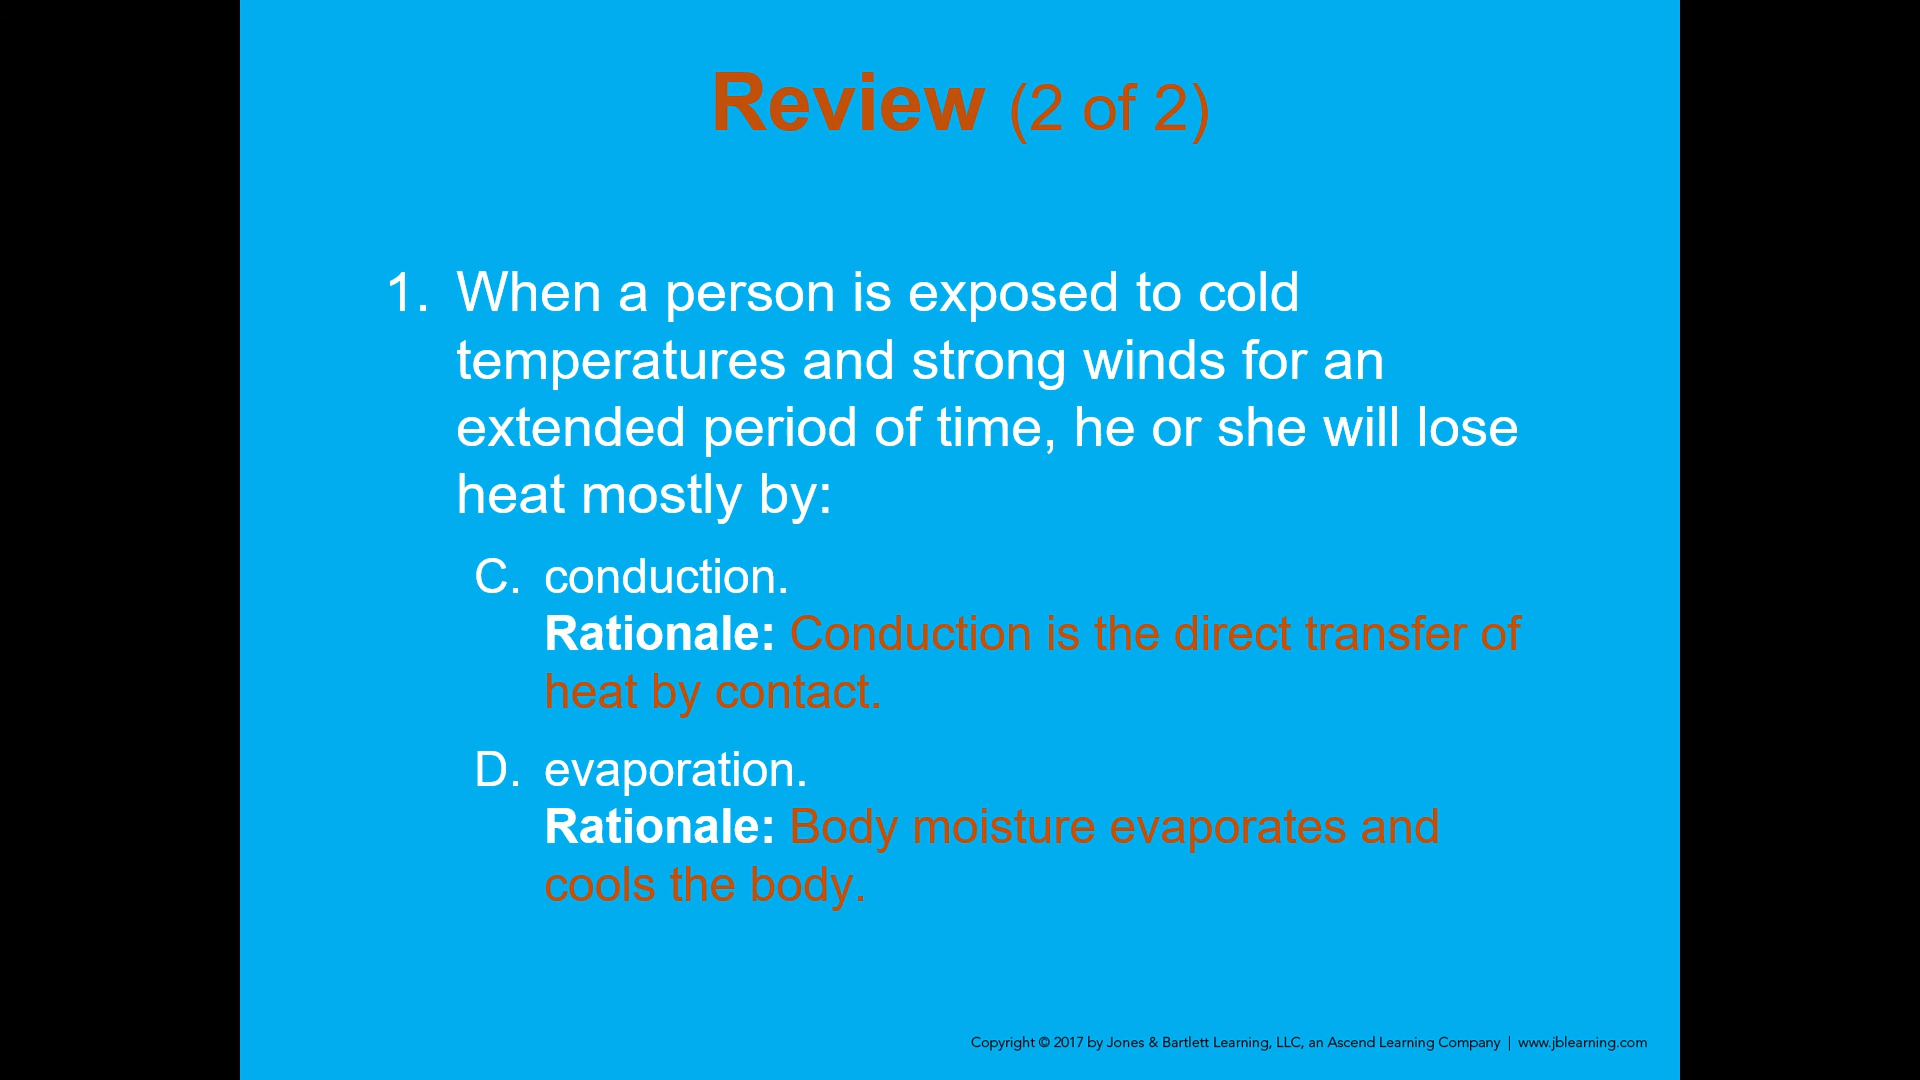 Review (2 of 2)
1. When a person is exposed to cold
temperatures and strong winds for an
extended period of time, he or she will lose
heat mostly by:
C. conduction.
Rationale: Conduction is the direct transfer of
heat by contact.
D. evaporation.
Rationale: Body moisture evaporates and
cools the body.
Copyright © 2017 by Jones & Bartlett Learning, LLC, an Ascend Learning Company | www.jblearning.com